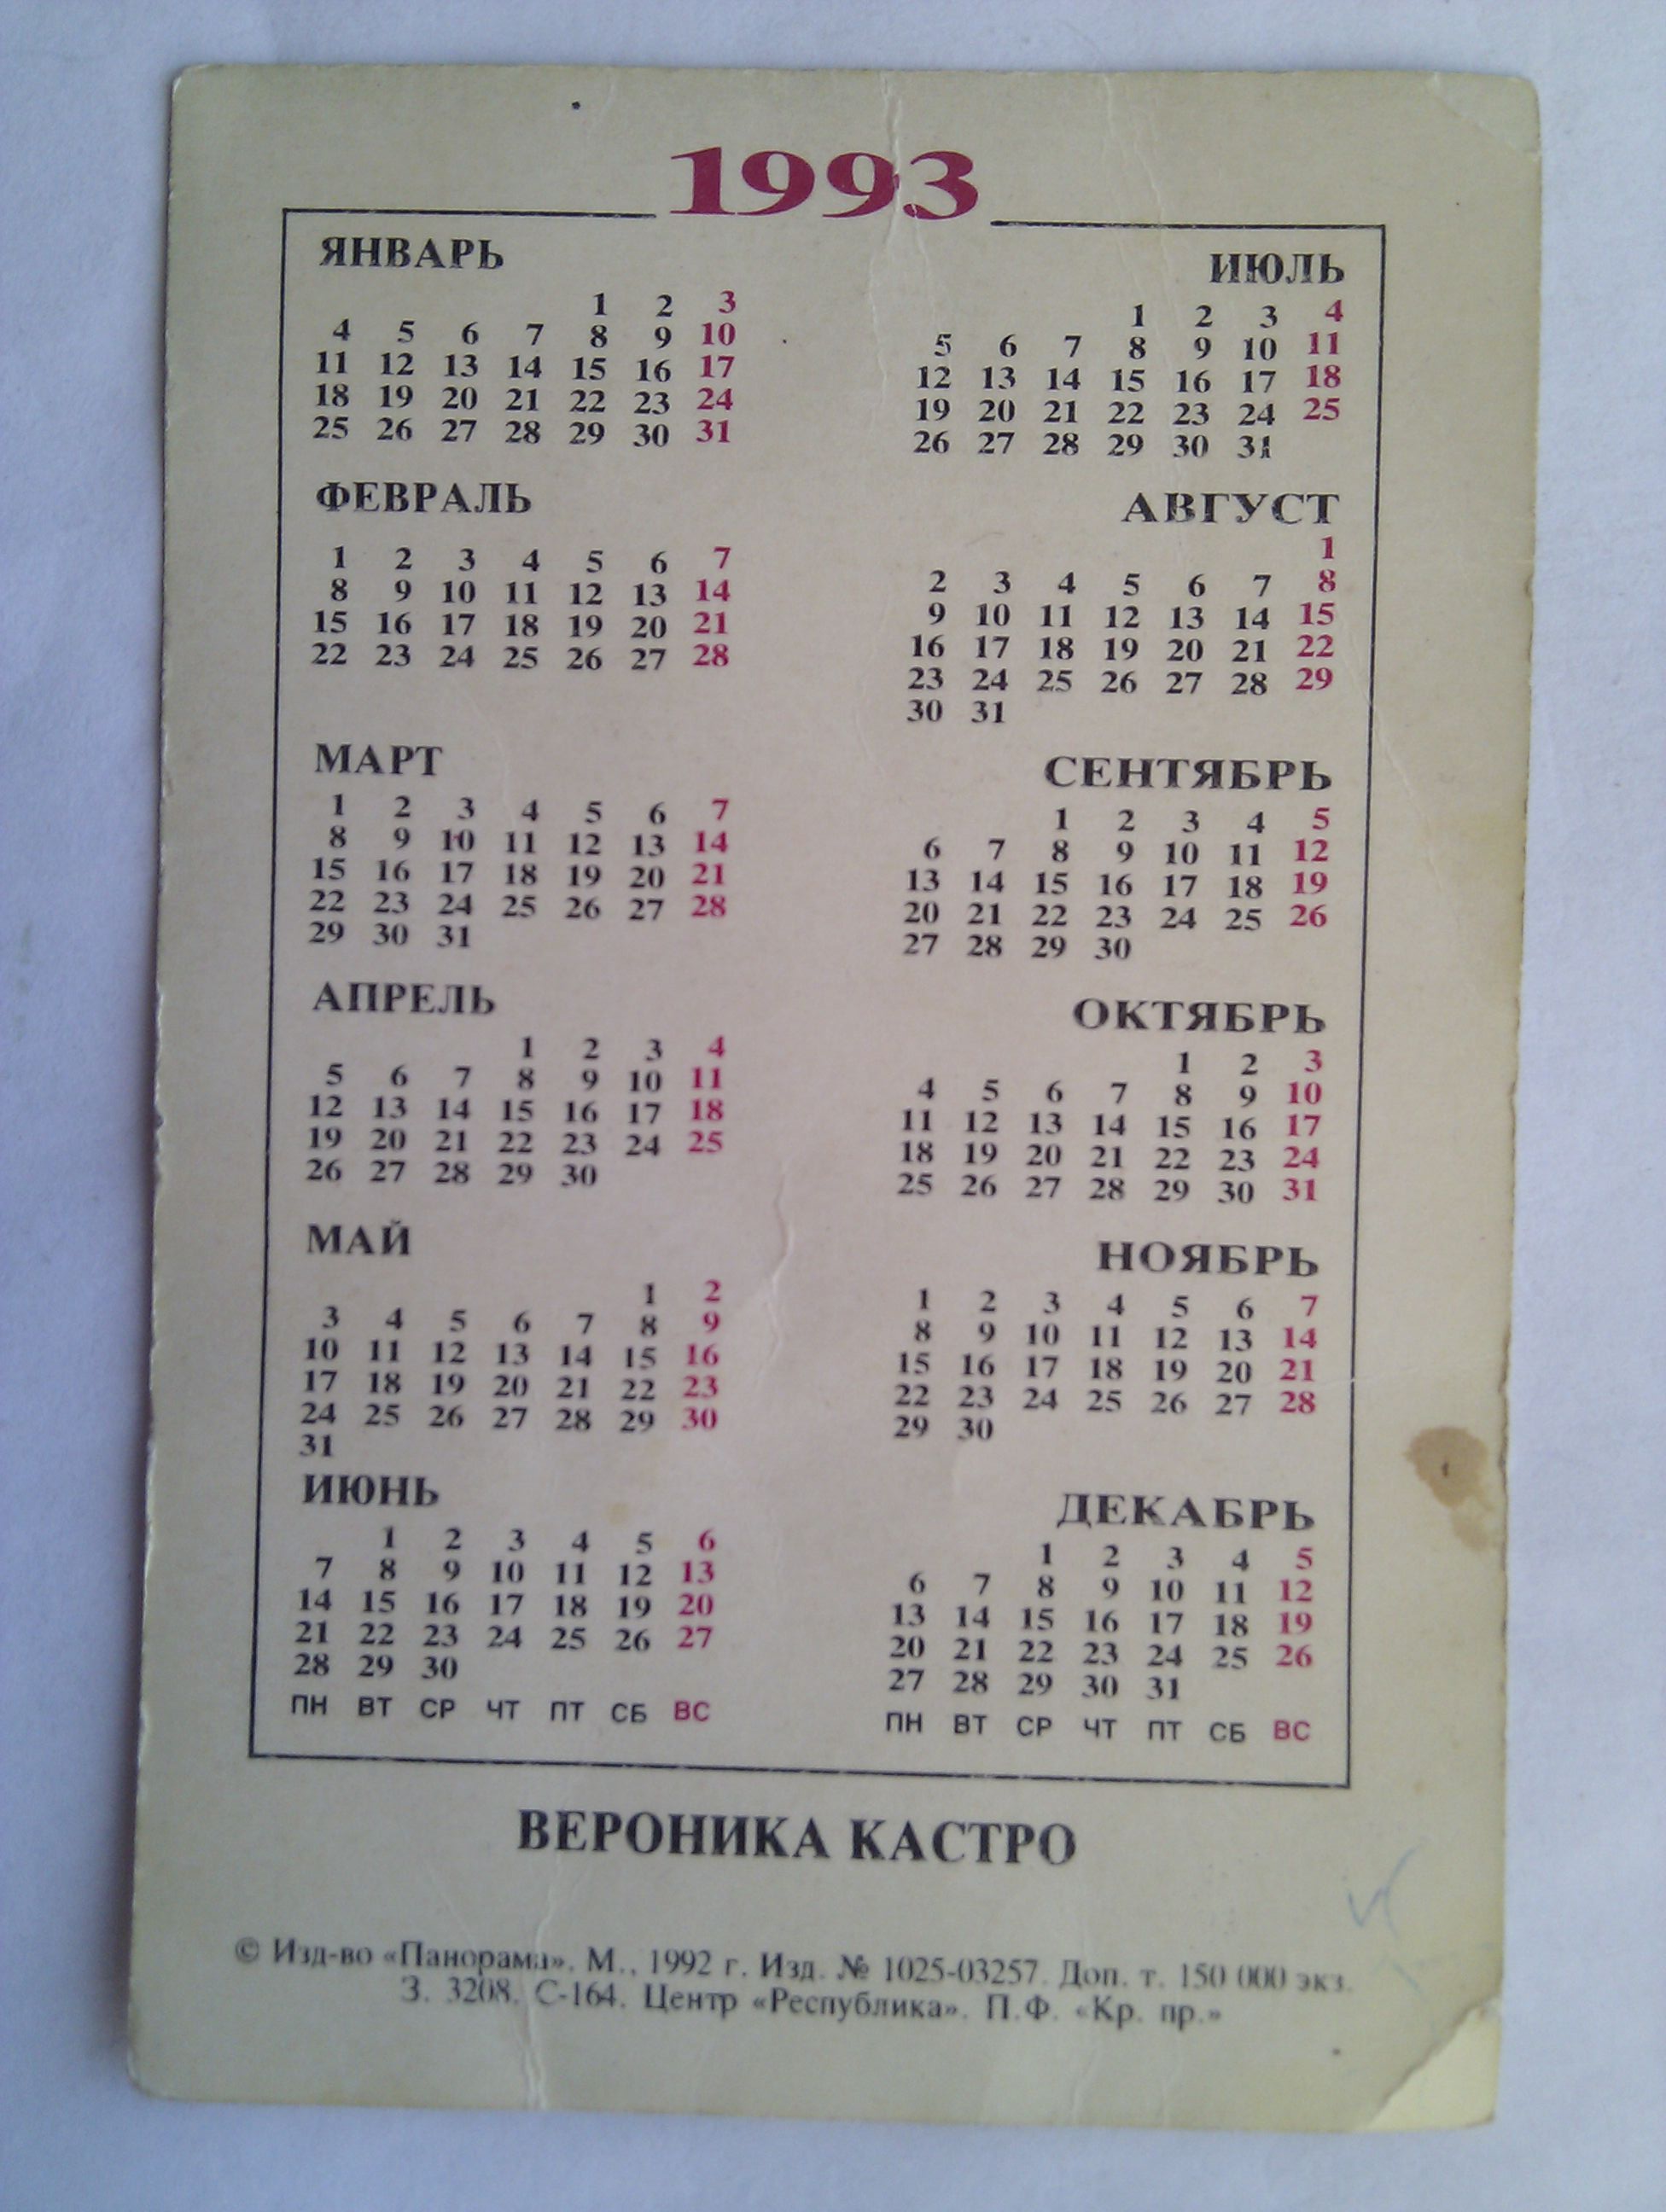 1993
ЯНВАРЬ
1 2 3
4 5 6 7 8 9 10
11 12 13 14 15 16 17
18 19 20 21 22 23 24
25 26 27 28 29 30 31
ФЕВРАЛЬ
1 2 3 4 5 6 7
8 9 10 11 12 13 14
15 16 17 18 19 20 21
22 23 24 25 26 27 28
МАРТ
1 2 3 4 5 6 7
8 9 10 11 12 13 14
15 16 17 18 19 20 21
22 23 24 25 26 27 28
29 30 31
АПРЕЛЬ
1 2 3 4
5 6 7 8 9 10 11
12 13 14 15 16 17 18
19 20 21 22 23 24 25
26 27 28 29 30
МАЙ
1 2
3 4 5 6 7 8 9
10 11 12 13 14 15 16
17 18 19 20 21 22 23
24 25 26 27 28 29 30
31
ИЮНЬ
1 2 3 4 5 6
7 8 9 10 11 12 13
14 15 16 17 18 19 20
21 22 23 24 25 26 27
28 29 30
ПН ВТ СР ЧТ ПТ СБ ВС
ИЮЛЬ
1 2 3 4
5 6 7 8 9 10 11
12 13 14 15 16 17 18
19 20 21 22 23 24 25
26 27 28 29 30 31
АВГУСТ
1
2 3 4 5 6 7 8
9 10 11 12 13 14 15
16 17 18 19 20 21 22
23 24 25 26 27 28 29
30 31
СЕНТЯБРЬ
1 2 3 4 5
6 7 8 9 10 11 12
13 14 15 16 17 18 19
20 21 22 23 24 25 26
27 28 29 30
ОКТЯБРЬ
1 2 3
4 5 6 7 8 9 10
11 12 13 14 15 16 17
18 19 20 21 22 23 24
25 26 27 28 29 30 31
НОЯБРЬ
1 2 3 4 5 6 7
8 9 10 11 12 13 14
15 16 17 18 19 20 21
22 23 24 25 26 27 28
29 30
ДЕКАБРЬ
1 2 3 4 5
6 7 8 9 10 11 12
13 14 15 16 17 18 19
20 21 22 23 24 25 26
27 28 29 30 31
ПН ВТ СР ЧТ ПТ СБ ВС
ВЕРОНИКА КАСТРО
© Изд-во «Панорама». М., 1992 г. Изд. № 1025-03257. Доп. т. 150 000 экз.
З. 3208. С-164. Центр «Республика». П.Ф. «Кр. пр.»